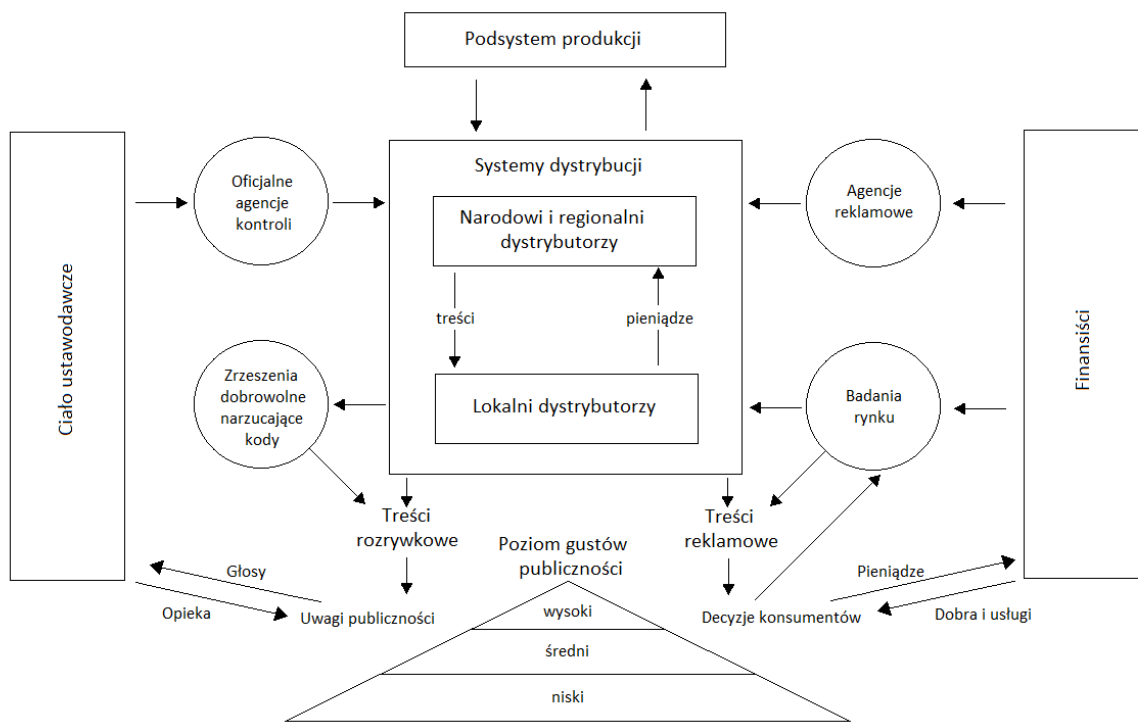 Podsystem produkcji
Ciało ustawodawcze
Oficjalne
agencje
kontroli
Systemy dystrybucji
Narodowi i regionalni
dystrybutorzy
treści
pieniądze
Lokalni dystrybutorzy
Agencje
reklamowe
Finansiści
Zrzeszenia
dobrowolne
narzucające
kody
Badania
rynku
Treści
rozrywkowe
Treści
reklamowe
Poziom gustów
publiczności
Głosy
Opieka
Uwagi publiczności
wysoki
średni
niski
Decyzje konsumentów
Pieniądze
Dobra i usługi